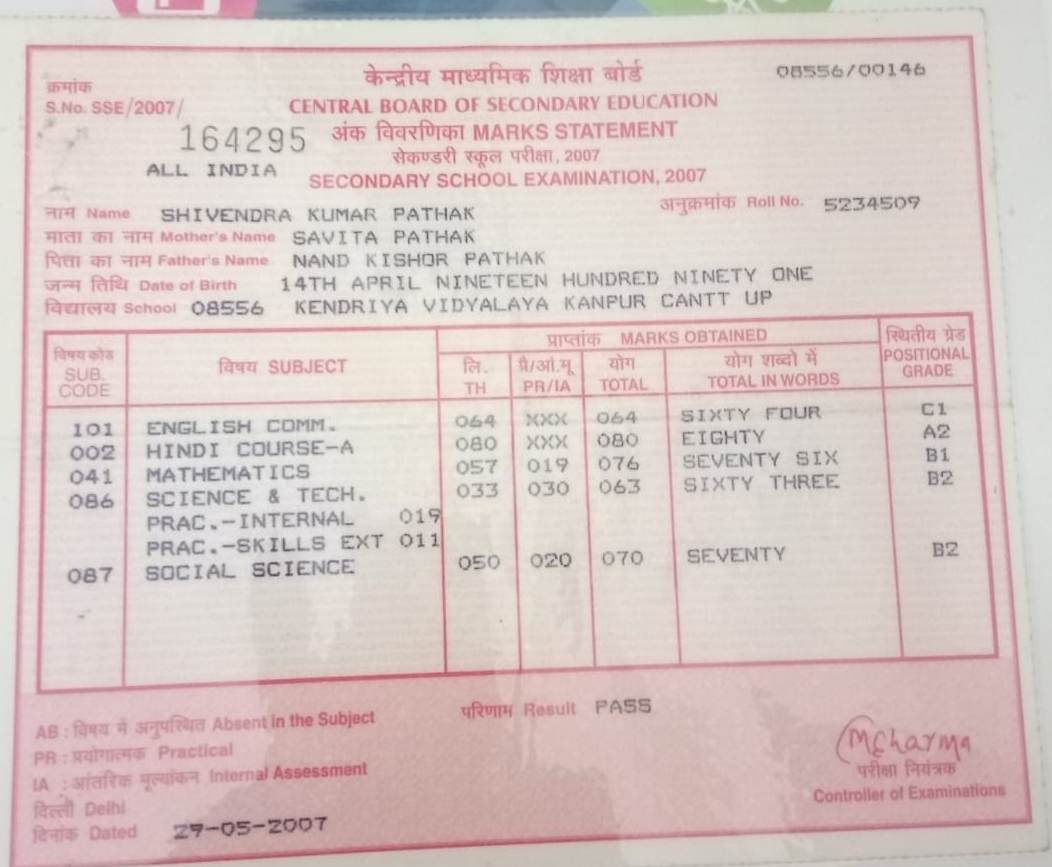 केन्द्रीय माध्यमिक शिक्षा बोर्ड 08556/00146
क्रमांक
S.No. SSE/2007/ CENTRAL BOARD OF SECONDARY EDUCATION
164295 अंक विवरणिका MARKS STATEMENT
सेकण्डरी स्कूल परीक्षा, 2007
ALL INDIA SECONDARY SCHOOL EXAMINATION, 2007
नाम Name SHIVENDRA KUMAR PATHAK अनुक्रमांक Roll No. 5234509
माता का नाम Mother's Name SAVITA PATHAK
पिता का नाम Father's Name NAND KISHOR PATHAK
जन्म तिथि Date of Birth 14TH APRIL NINETEEN HUNDRED NINETY ONE
विद्यालय School 08556 KENDRIYA VIDYALAYA KANPUR CANTT UP
प्राप्तांक MARKS OBTAINED
विषय कोड SUB. CODE विषय SUBJECT लि. TH प्रै/आं.मू. PR/IA योग TOTAL योग शब्दो में TOTAL IN WORDS स्थितीय ग्रेड POSITIONAL GRADE
101 ENGLISH COMM. 064 XXX 064 SIXTY FOUR C1
002 HINDI COURSE-A 080 XXX 080 EIGHTY A2
041 MATHEMATICS 057 019 076 SEVENTY SIX B1
086 SCIENCE & TECH. 033 030 063 SIXTY THREE B2
PRAC.-INTERNAL 019
PRAC.-SKILLS EXT 011
087 SOCIAL SCIENCE 050 020 070 SEVENTY B2
AB : विषय में अनुपस्थित Absent in the Subject परिणाम Result PASS
PR : प्रयोगात्मक Practical
IA : आंतरिक मूल्यांकन Internal Assessment
MCharma
परीक्षा नियंत्रक
Controller of Examinations
दिल्ली Delhi
दिनांक Dated 29-05-2007